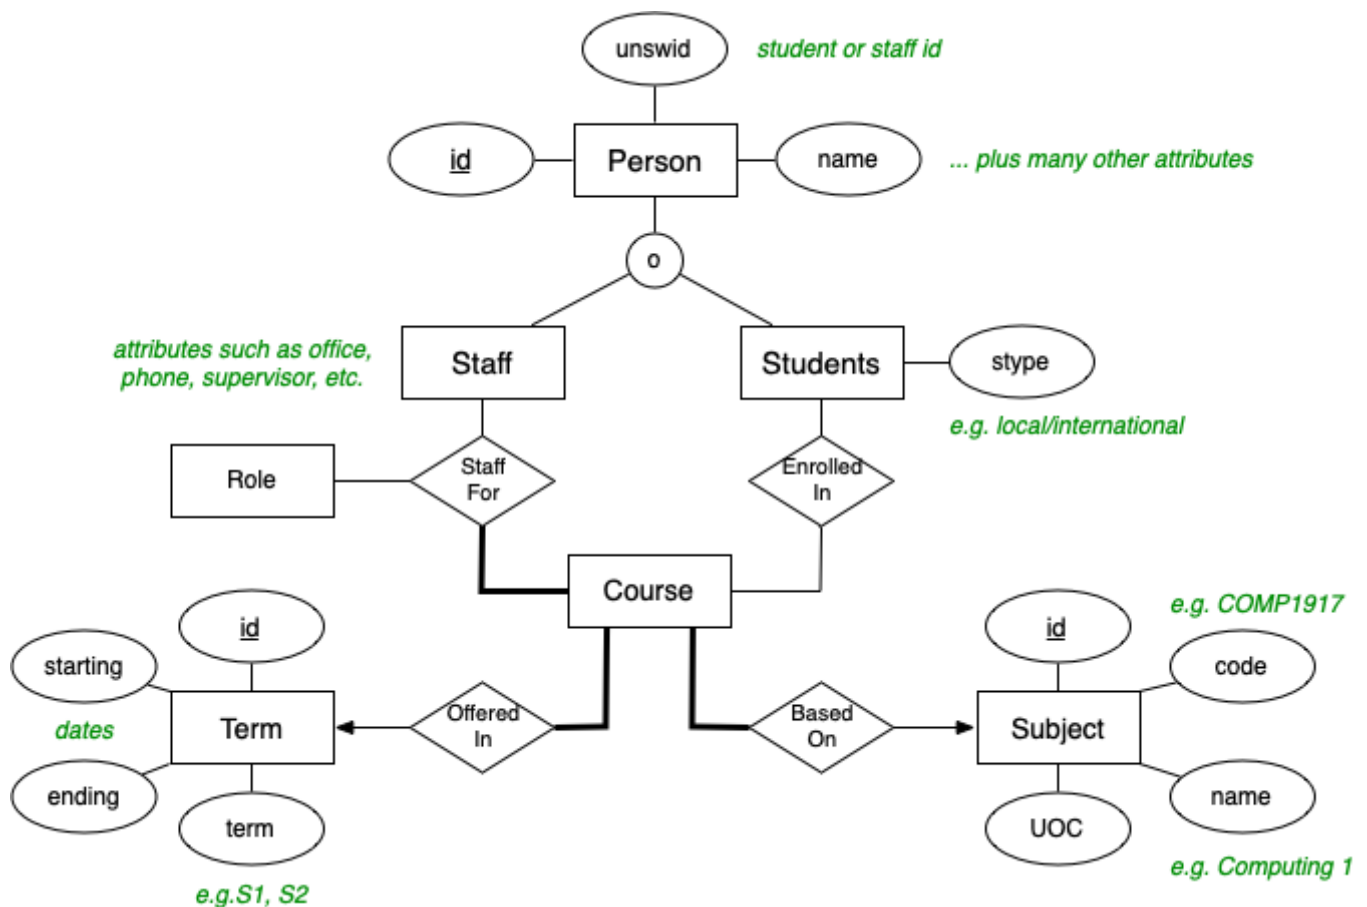 unswid
student or staff id
id
Person
name
... plus many other attributes
o
attributes such as office,
phone, supervisor, etc.
Staff
Students
stype
e.g. local/international
Role
Staff
For
Enrolled
In
Course
id
starting
dates
Term
ending
term
e.g.S1, S2
Offered
In
Based
On
id
e.g. COMP1917
code
Subject
UOC
name
e.g. Computing 1